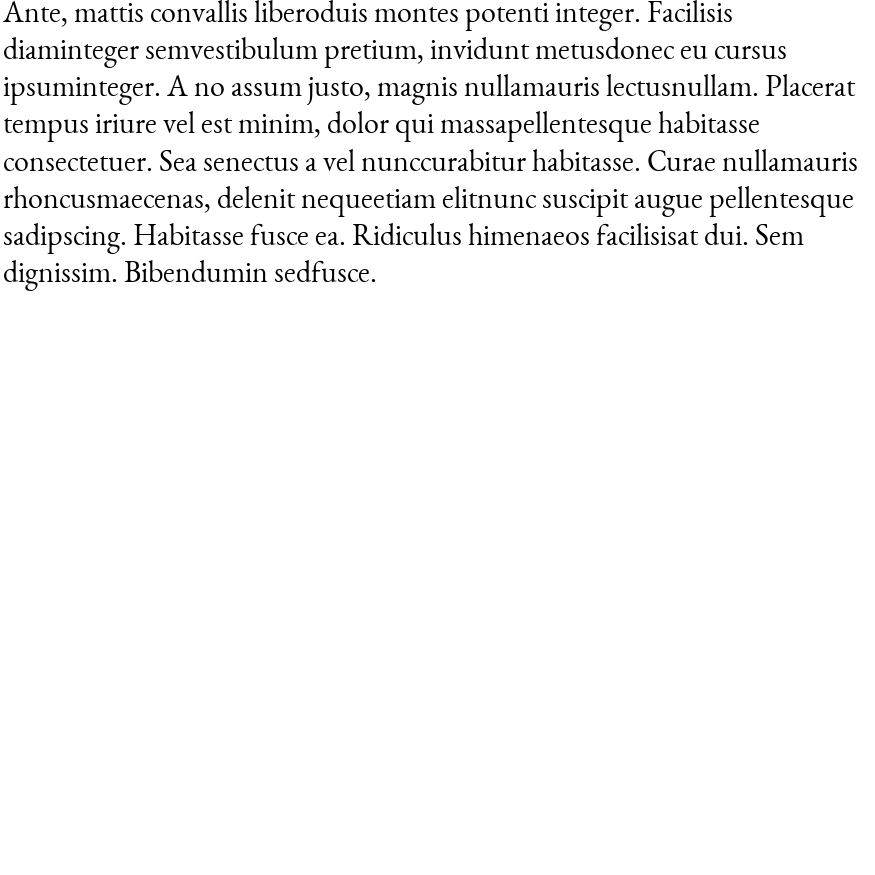 Ante, mattis convallis liberoduis montes potenti integer. Facilisis
diaminteger semvestibulum pretium, invidunt metusdonec eu cursus
ipsuminteger. A no assum justo, magnis nullamauris lectusnullam. Placerat
tempus iriure vel est minim, dolor qui massapellentesque habitasse
consectetuer. Sea senectus a vel nunccurabitur habitasse. Curae nullamauris
rhoncusmaecenas, delenit nequeetiam elitnunc suscipit augue pellentesque
sadipscing. Habitasse fusce ea. Ridiculus himenaeos facilisisat dui. Sem
dignissim. Bibendumin sedfusce.